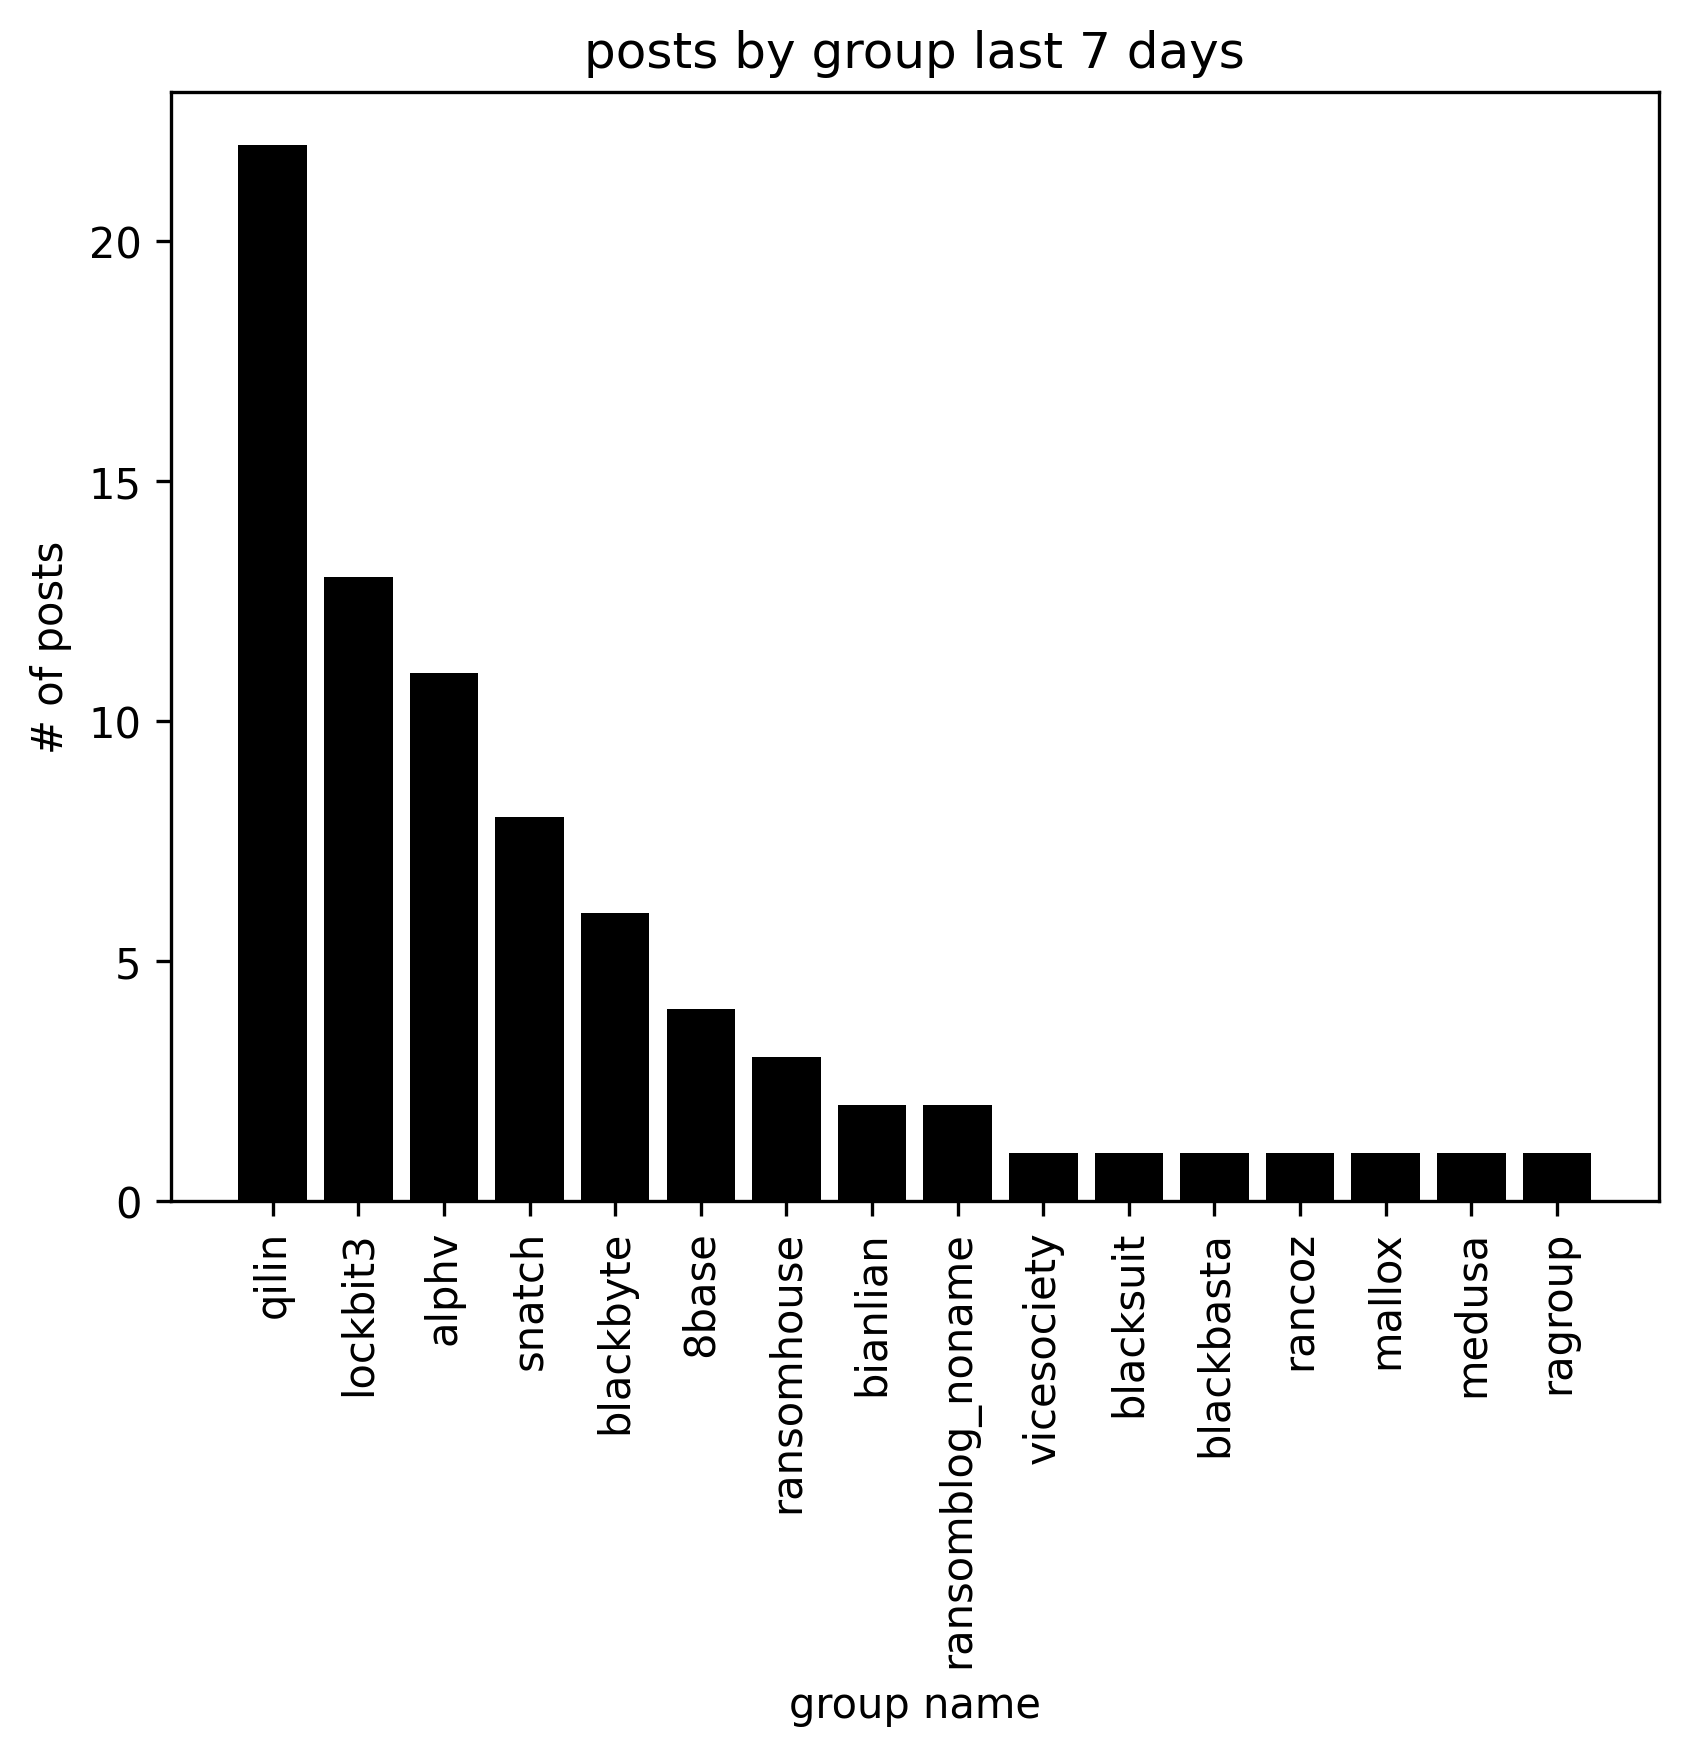 posts by group last 7 days
# of posts
20
15
10
5
0
qilin
lockbit3
alphv
snatch
blackbyte
8base
ransomhouse
bianlian
ransomblog_noname
vicesociety
blacksuit
blackbasta
rancoz
mallox
medusa
ragroup
group name